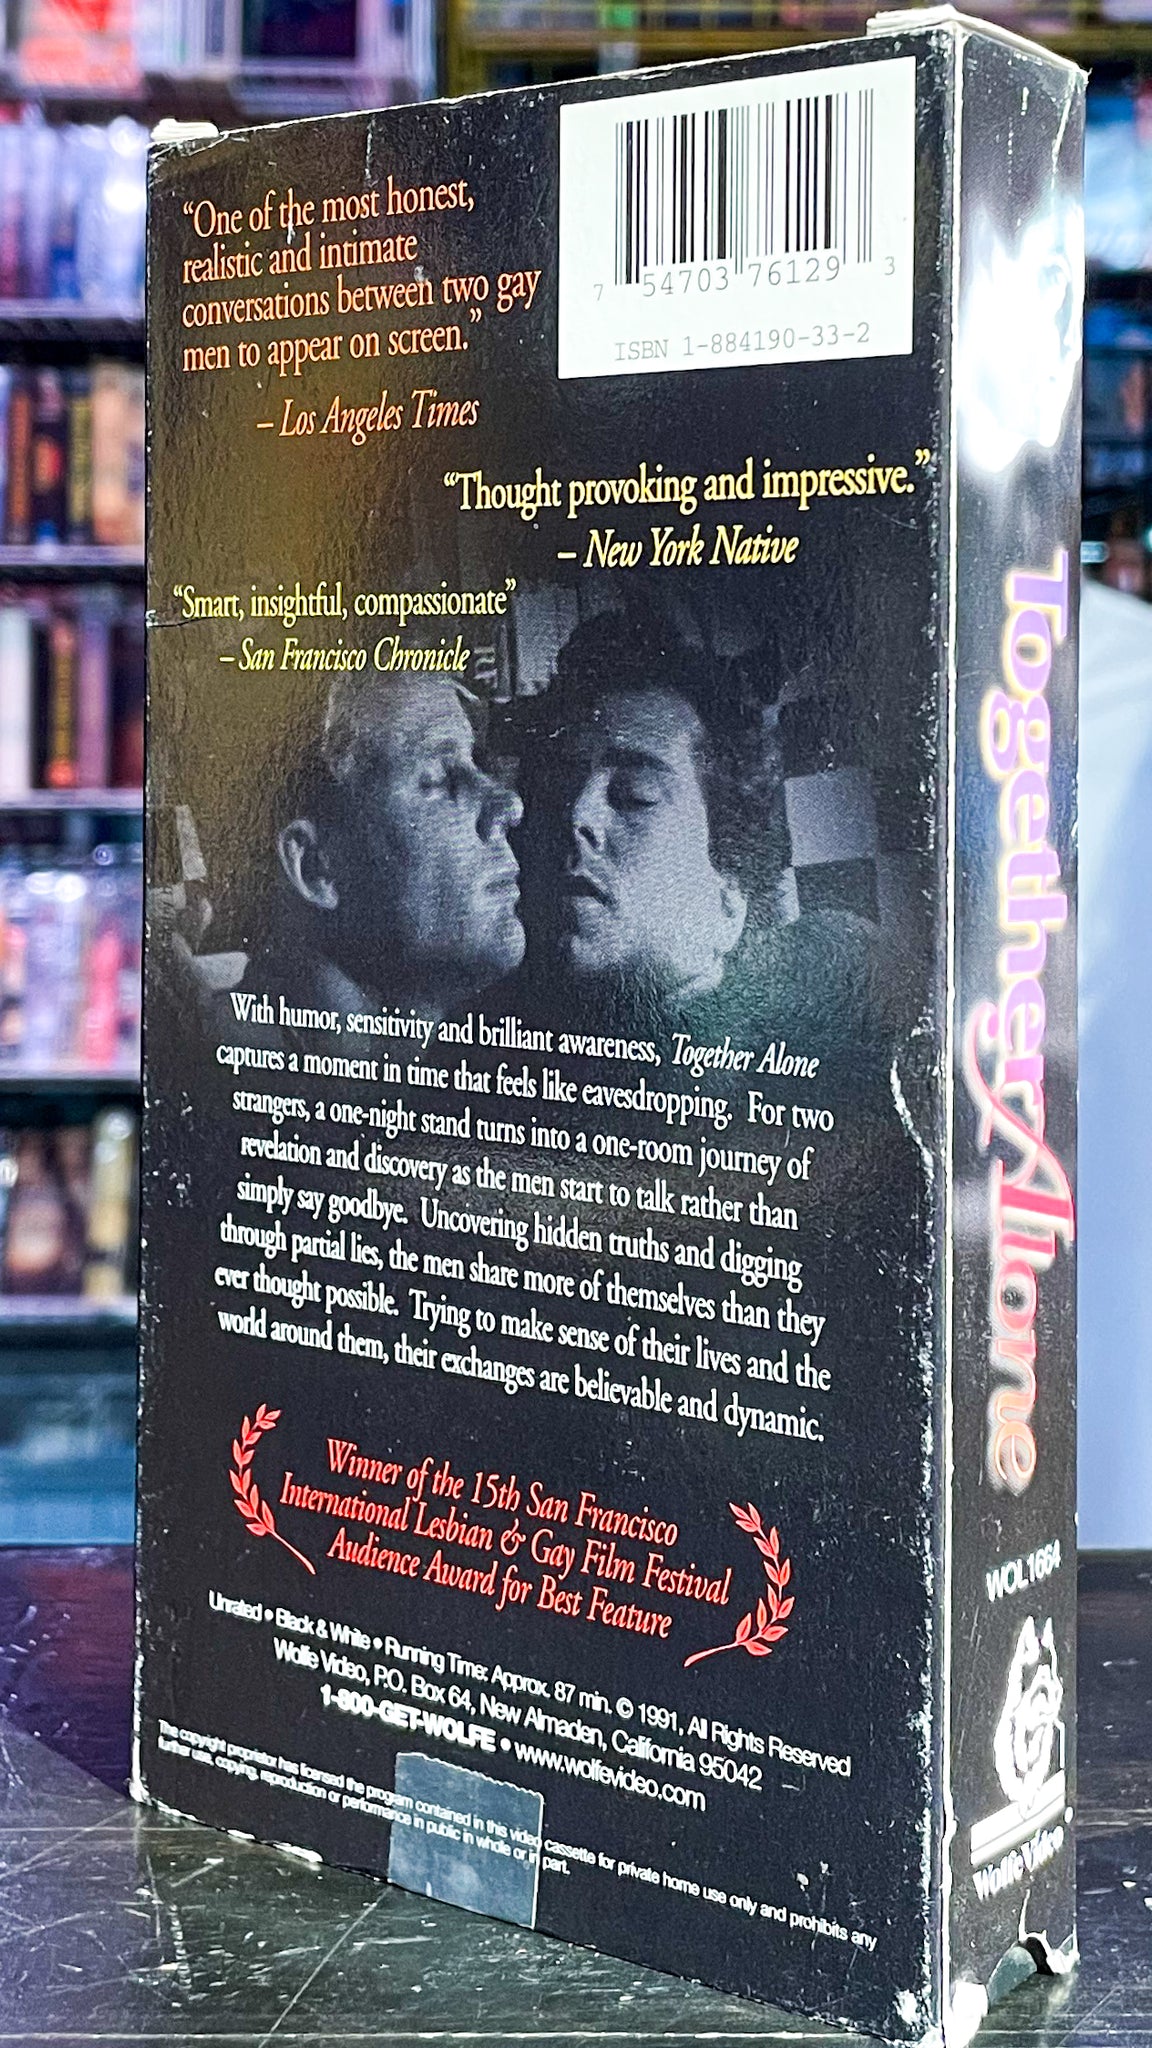 “One of the most honest,
realistic and intimate
conversations between two gay
men to appear on screen.”
– Los Angeles Times
7 54703 76129 3
ISBN 1-884190-33-2
“Thought provoking and impressive.”
– New York Native
“Smart, insightful, compassionate”
– San Francisco Chronicle
With humor, sensitivity and brilliant awareness, Together Alone
captures a moment in time that feels like eavesdropping. For two
strangers, a one-night stand turns into a one-room journey of
revelation and discovery as the men start to talk rather than
simply say goodbye. Uncovering hidden truths and digging
through partial lies, the men share more of themselves than they
ever thought possible. Trying to make sense of their lives and the
world around them, their exchanges are believable and dynamic.
Winner of the 15th San Francisco
International Lesbian & Gay Film Festival
Audience Award for Best Feature
Unrated • Black & White • Running Time: Approx. 87 min. © 1991, All Rights Reserved
Wolfe Video, P.O. Box 64, New Almaden, California 95042
1-800-GET-WOLFE • www.wolfevideo.com
The copyright proprietor has licensed the program contained in this video cassette for private home use only and prohibits any
further use, copying, reproduction or performance in public in whole or in part.
Together Alone
WOL1664
Wolfe Video